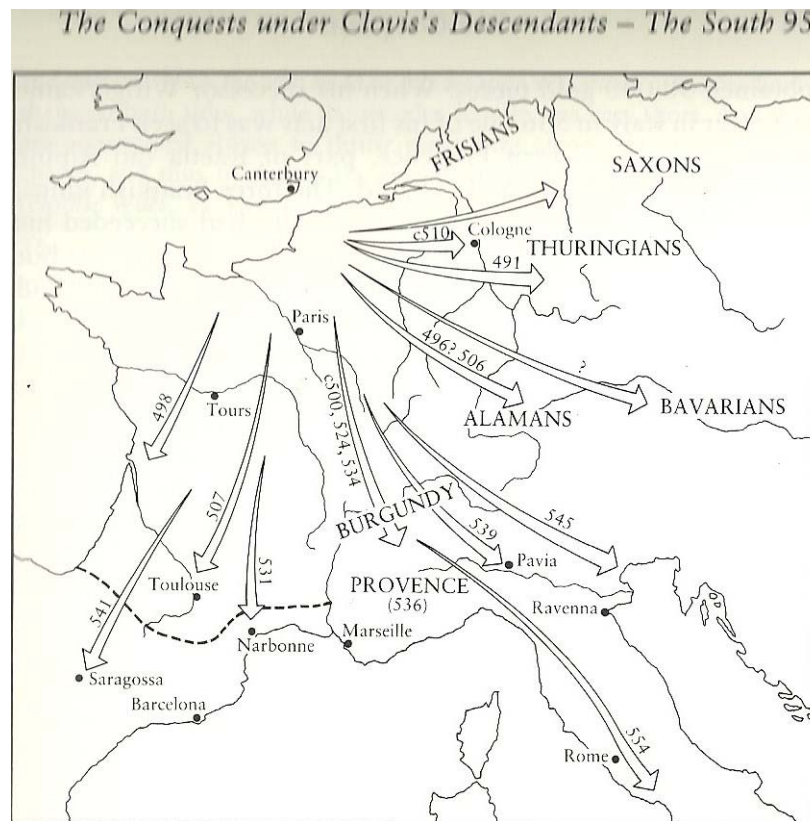 The Conquests under Clovis's Descendants – The South 95
FRISIANS
SAXONS
Canterbury
c510
Cologne
THURINGIANS
491
Paris
496? 506
?
498
Tours
c500, 524, 534
ALAMANS
BAVARIANS
507
BURGUNDY
545
531
539
Pavia
541
Toulouse
PROVENCE
(536)
Ravenna
Narbonne
Marseille
Saragossa
Barcelona
554
Rome